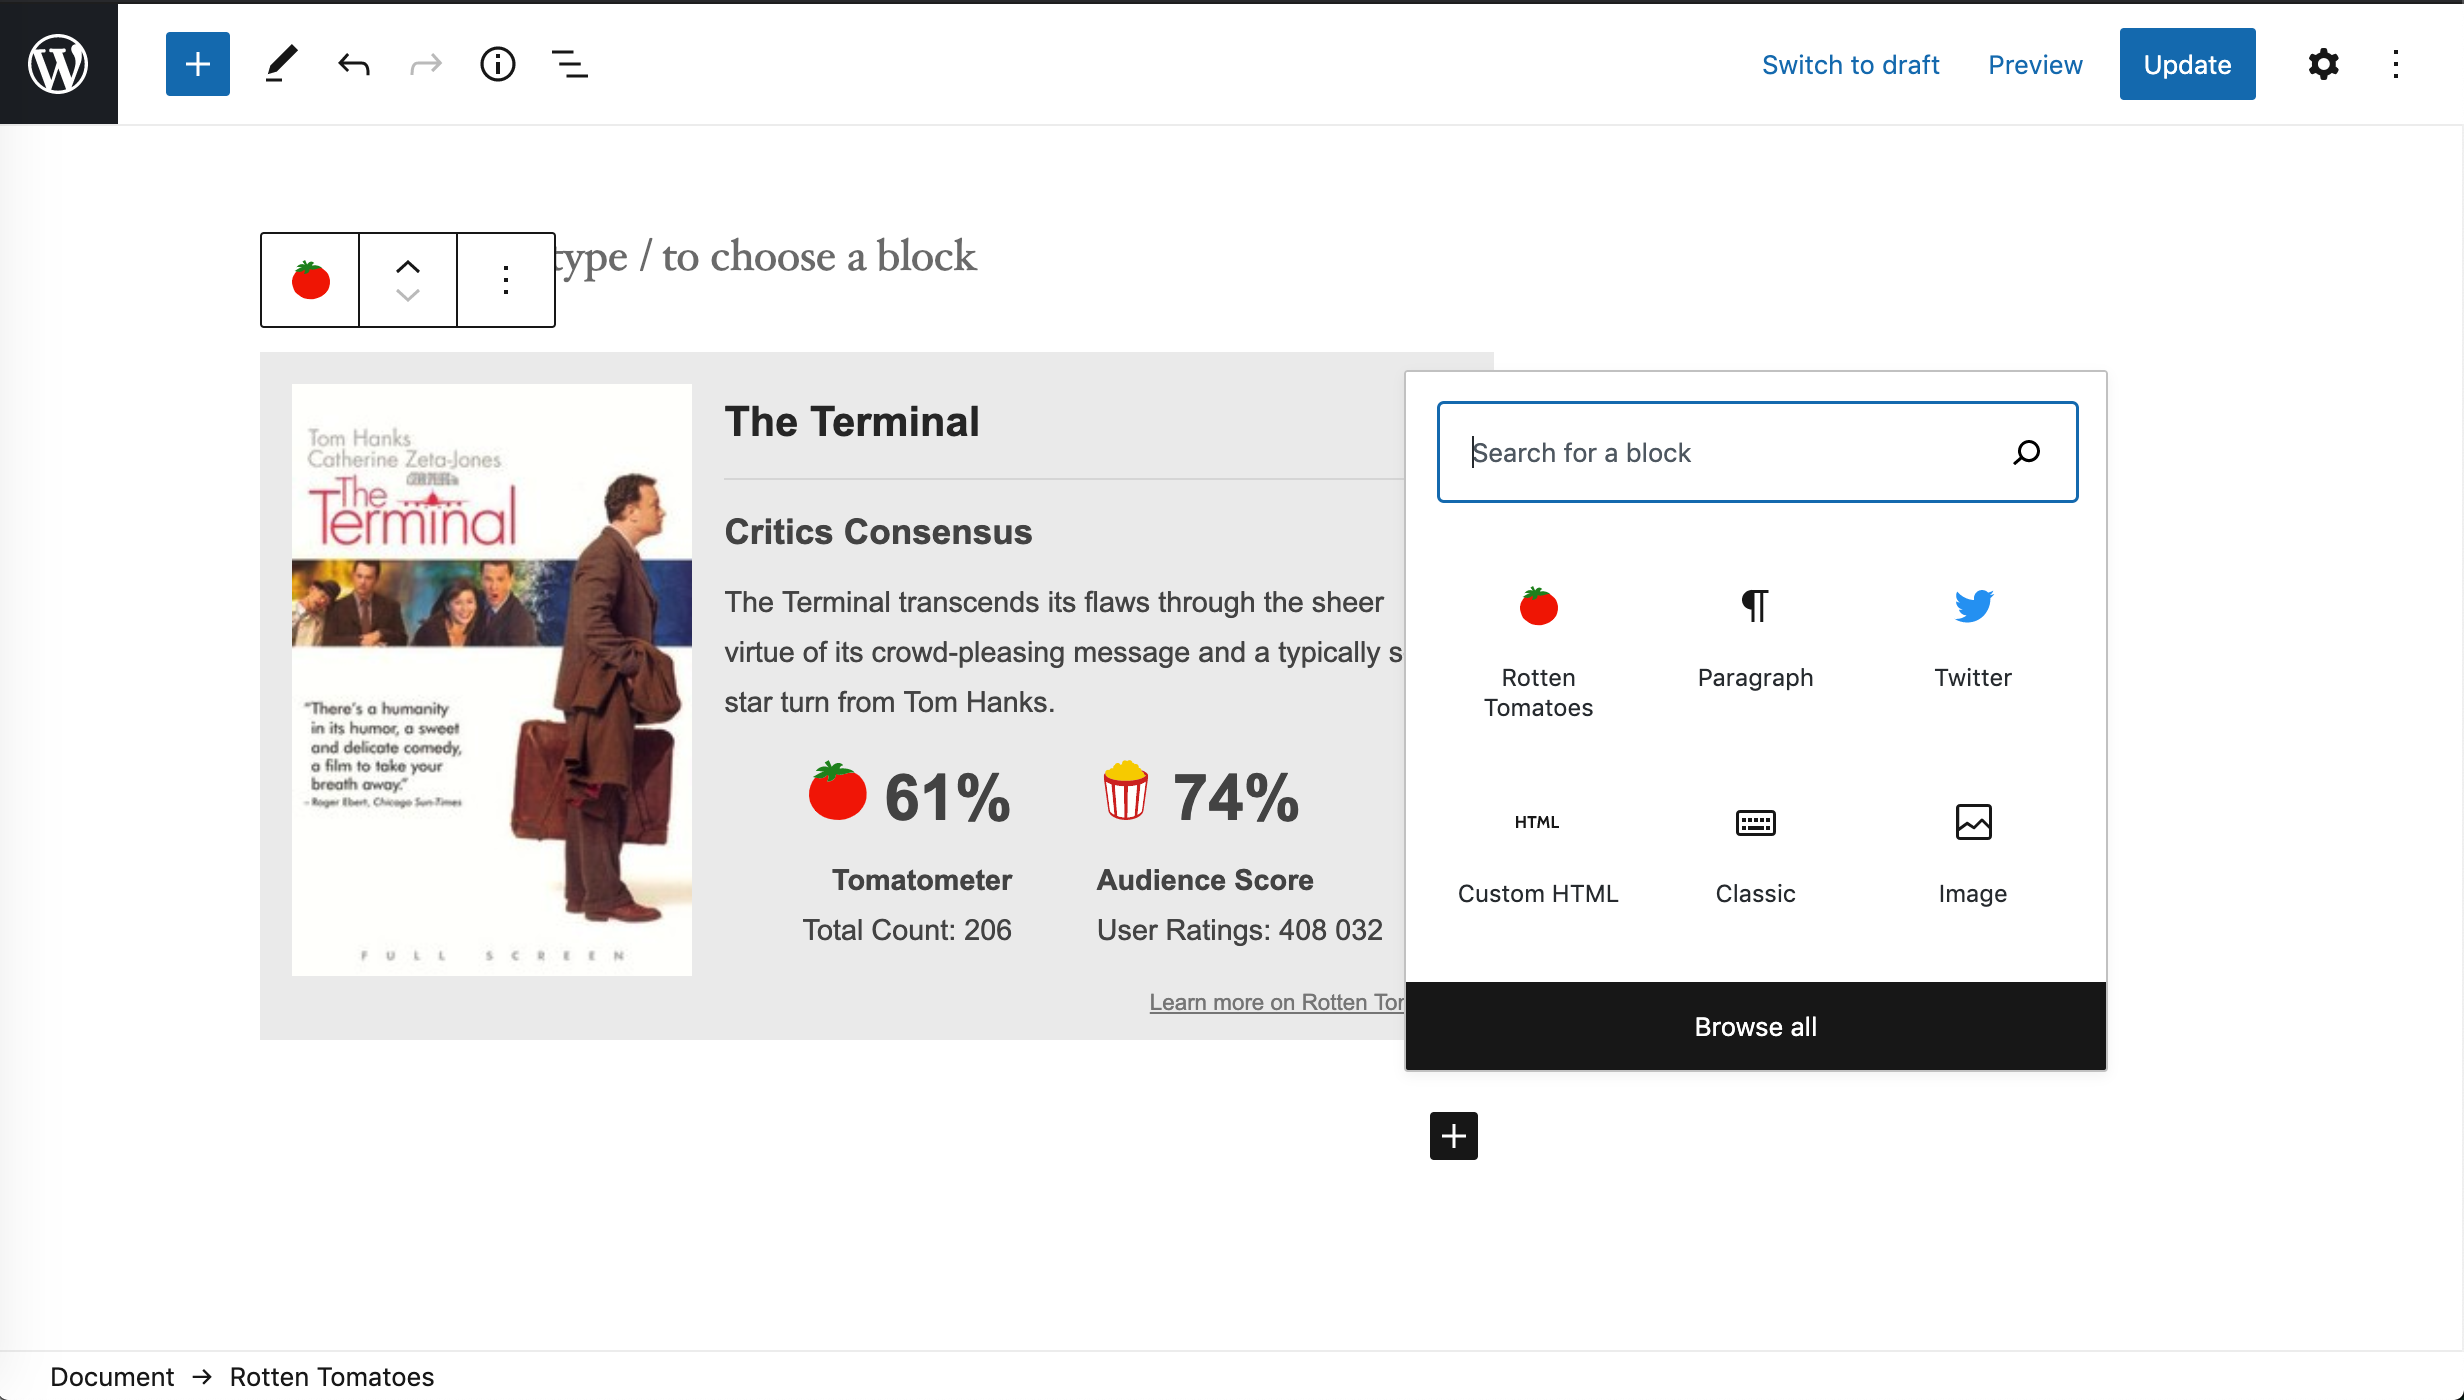 Switch to draft
Preview
Update
type / to choose a block
Tom Hanks
Catherine Zeta-Jones
The
Terminal
"There's a humanity
in its humor, a sweet
and delicate comedy,
a film to take your
breath away."
- Roger Ebert, Chicago Sun-Times
FULL SCREEN
The Terminal
Critics Consensus
The Terminal transcends its flaws through the sheer
virtue of its crowd-pleasing message and a typically s
star turn from Tom Hanks.
61%
74%
Tomatometer
Audience Score
Total Count: 206
User Ratings: 408 032
Learn more on Rotten Tor
Search for a block
Rotten
Tomatoes
Paragraph
Twitter
HTML
Custom HTML
Classic
Image
Browse all
Document → Rotten Tomatoes